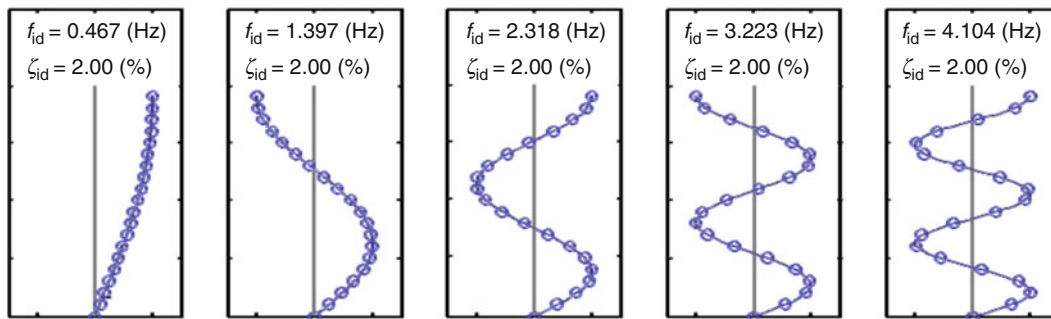 f_id = 0.467 (Hz)
ζ_id = 2.00 (%)
f_id = 1.397 (Hz)
ζ_id = 2.00 (%)
f_id = 2.318 (Hz)
ζ_id = 2.00 (%)
f_id = 3.223 (Hz)
ζ_id = 2.00 (%)
f_id = 4.104 (Hz)
ζ_id = 2.00 (%)